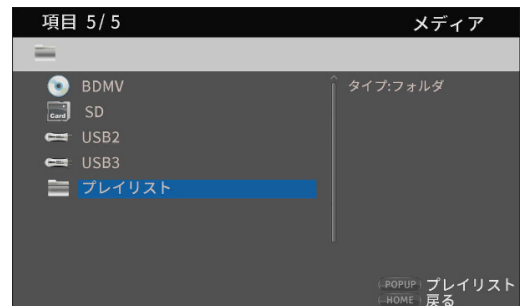 項目 5/5
メディア
BDMV
タイプ:フォルダ
Card SD
USB2
USB3
プレイリスト
POPUP プレイリスト
HOME 戻る